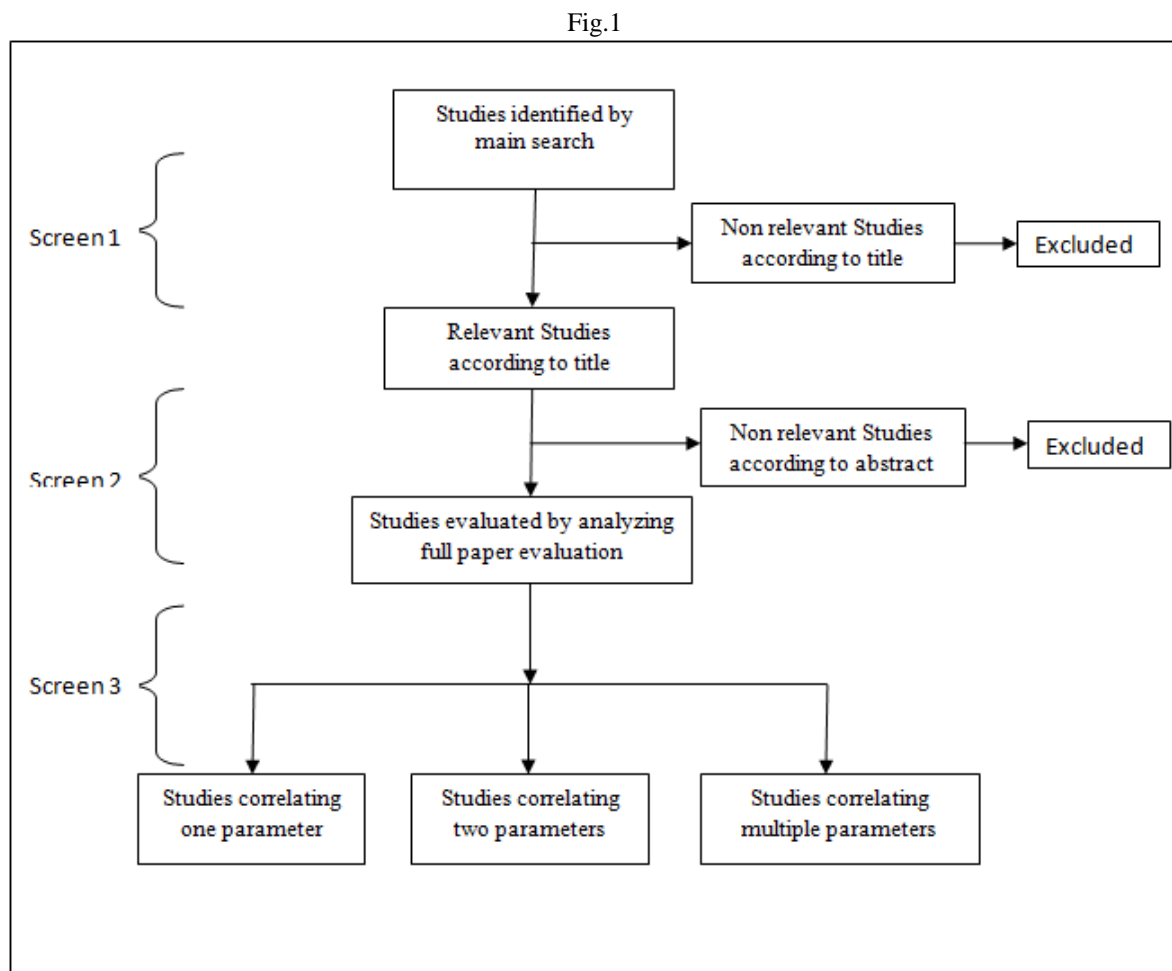 Fig.1
Studies identified by
main search
Screen 1
Non relevant Studies
according to title
Excluded
Relevant Studies
according to title
Screen 2
Non relevant Studies
according to abstract
Excluded
Studies evaluated by analyzing
full paper evaluation
Screen 3
Studies correlating
one parameter
Studies correlating
two parameters
Studies correlating
multiple parameters